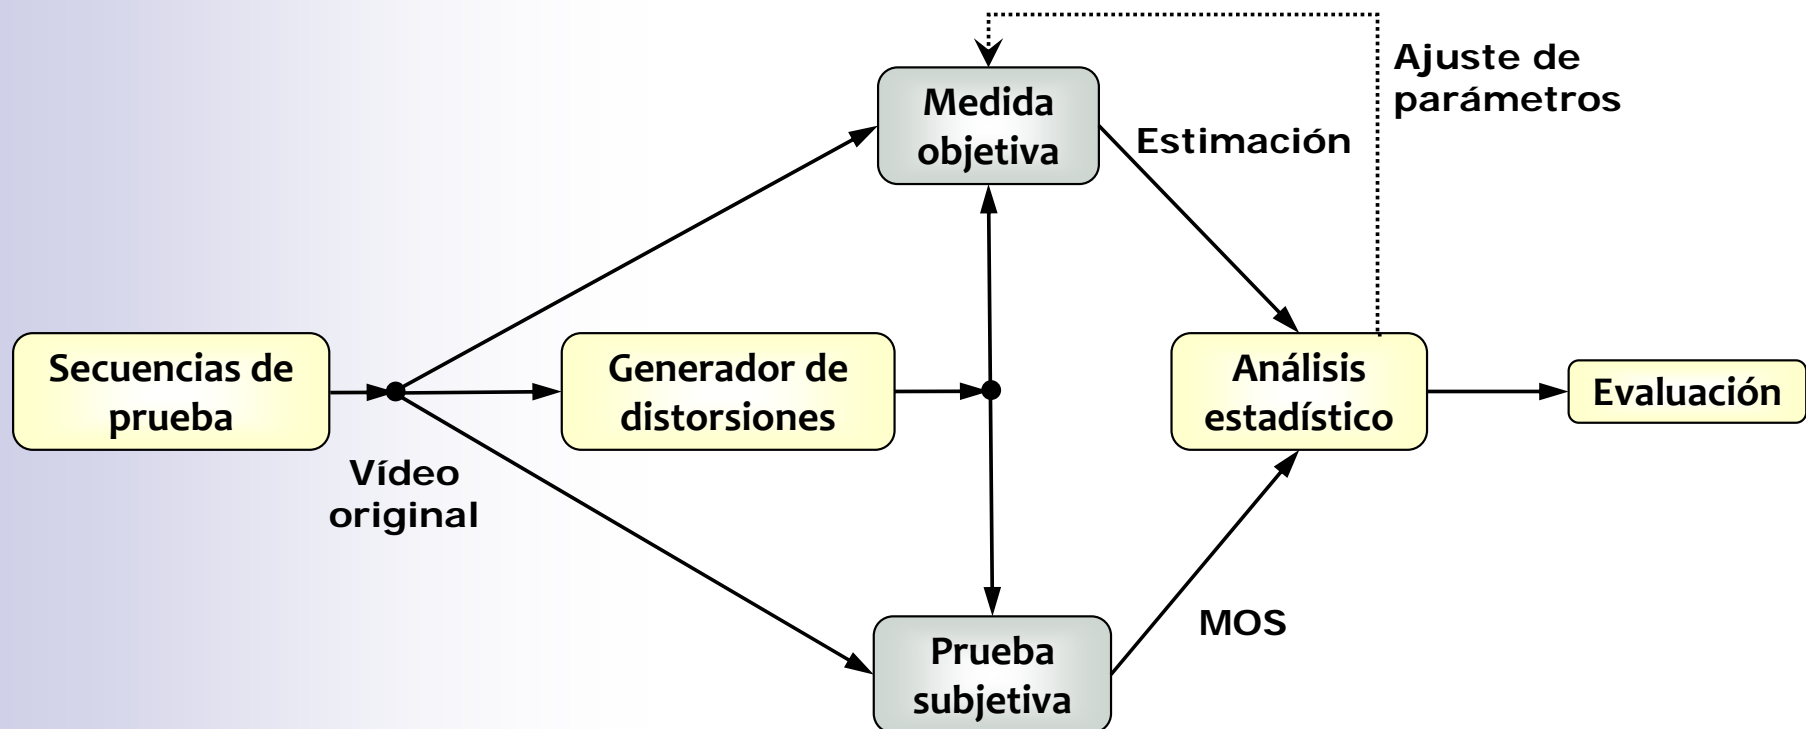 Ajuste de
parámetros
Medida
objetiva
Estimación
Secuencias de
prueba
Generador de
distorsiones
Análisis
estadístico
Evaluación
Vídeo
original
MOS
Prueba
subjetiva